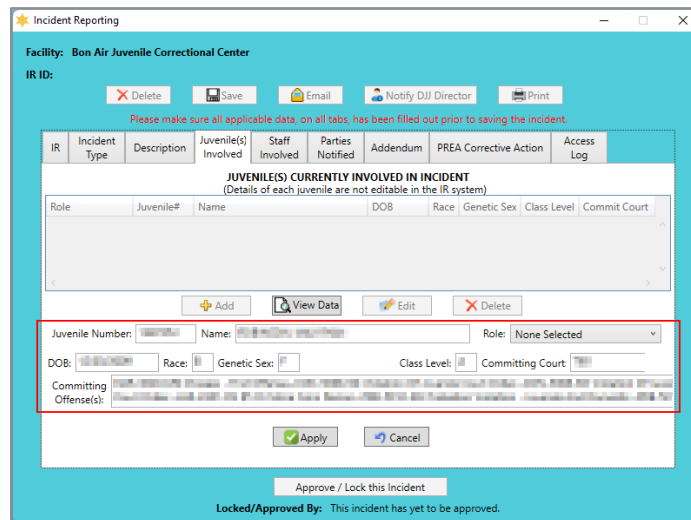 Incident Reporting
Facility: Bon Air Juvenile Correctional Center
IR ID:
Delete Save Email Notify DJJ Director Print
Please make sure all applicable data, on all tabs, has been filled out prior to saving the incident.
IR Incident Type Description Juvenile(s) Involved Staff Involved Parties Notified Addendum PREA Corrective Action Access Log
JUVENILE(S) CURRENTLY INVOLVED IN INCIDENT
(Details of each juvenile are not editable in the IR system)
Role Juvenile# Name DOB Race Genetic Sex Class Level Commit Court
Add View Data Edit Delete
Juvenile Number: Name: Role: None Selected
DOB: Race: Genetic Sex: Class Level: Committing Court:
Committing
Offense(s):
Apply Cancel
Approve / Lock this Incident
Locked/Approved By: This incident has yet to be approved.